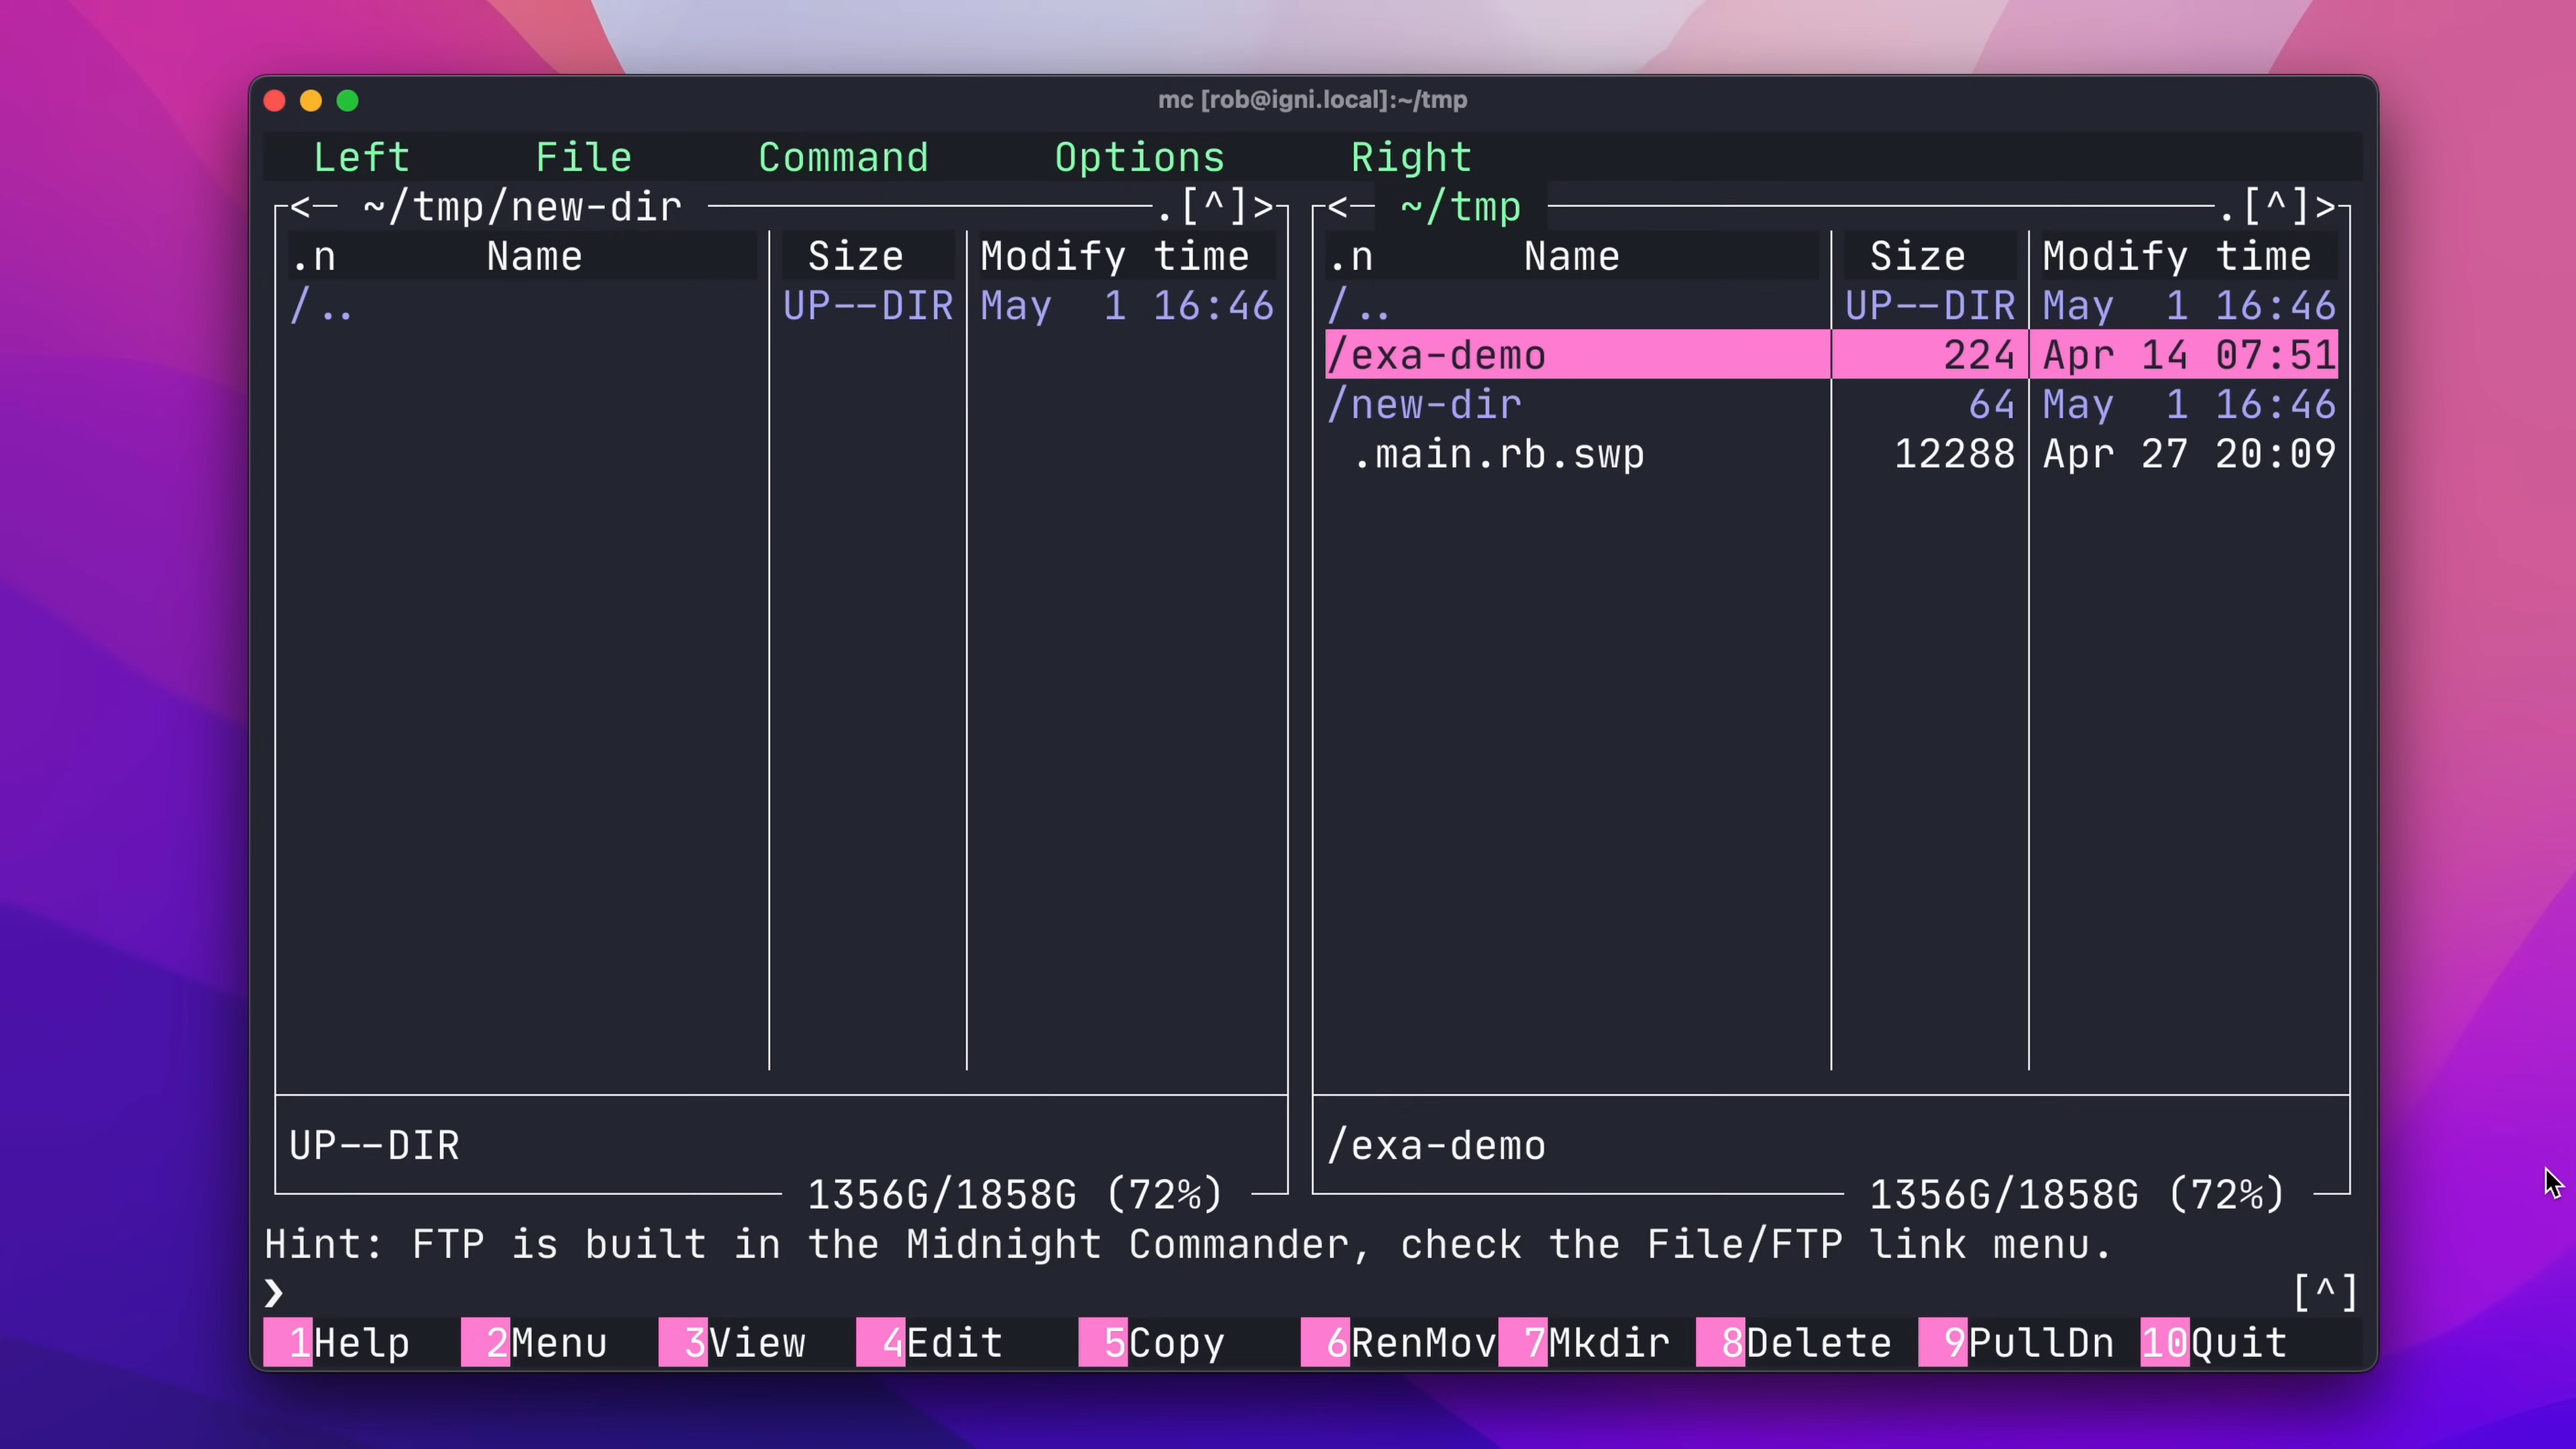 mc [rob@igni.local]:~/tmp
Left File Command Options Right
<─ ~/tmp/new-dir ─.[^]> <─ ~/tmp ─.[^]>
.n Name Size Modify time .n Name Size Modify time
/.. UP--DIR May 1 16:46 /.. UP--DIR May 1 16:46
/exa-demo 224 Apr 14 07:51
/new-dir 64 May 1 16:46
.main.rb.swp 12288 Apr 27 20:09
UP--DIR /exa-demo
1356G/1858G (72%) 1356G/1858G (72%)
Hint: FTP is built in the Midnight Commander, check the File/FTP link menu.
❯ [^]
1Help 2Menu 3View 4Edit 5Copy 6RenMov 7Mkdir 8Delete 9PullDn 10Quit